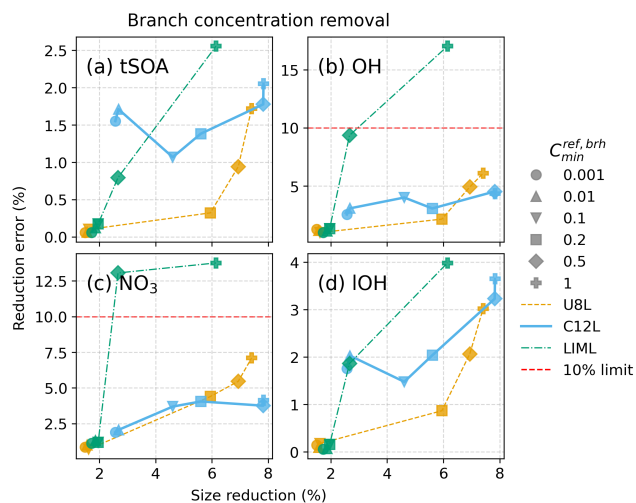 Branch concentration removal
Reduction error (%)
(a) tSOA
2.5
2.0
1.5
1.0
0.5
0.0
(b) OH
15
10
5
(c) NO₃
12.5
10.0
7.5
5.0
2.5
2 4 6 8
(d) lOH
4
3
2
1
0
2 4 6 8
Size reduction (%)
C_{min}^{ref, brh}
0.001
0.01
0.1
0.2
0.5
1
U8L
C12L
LIML
10% limit